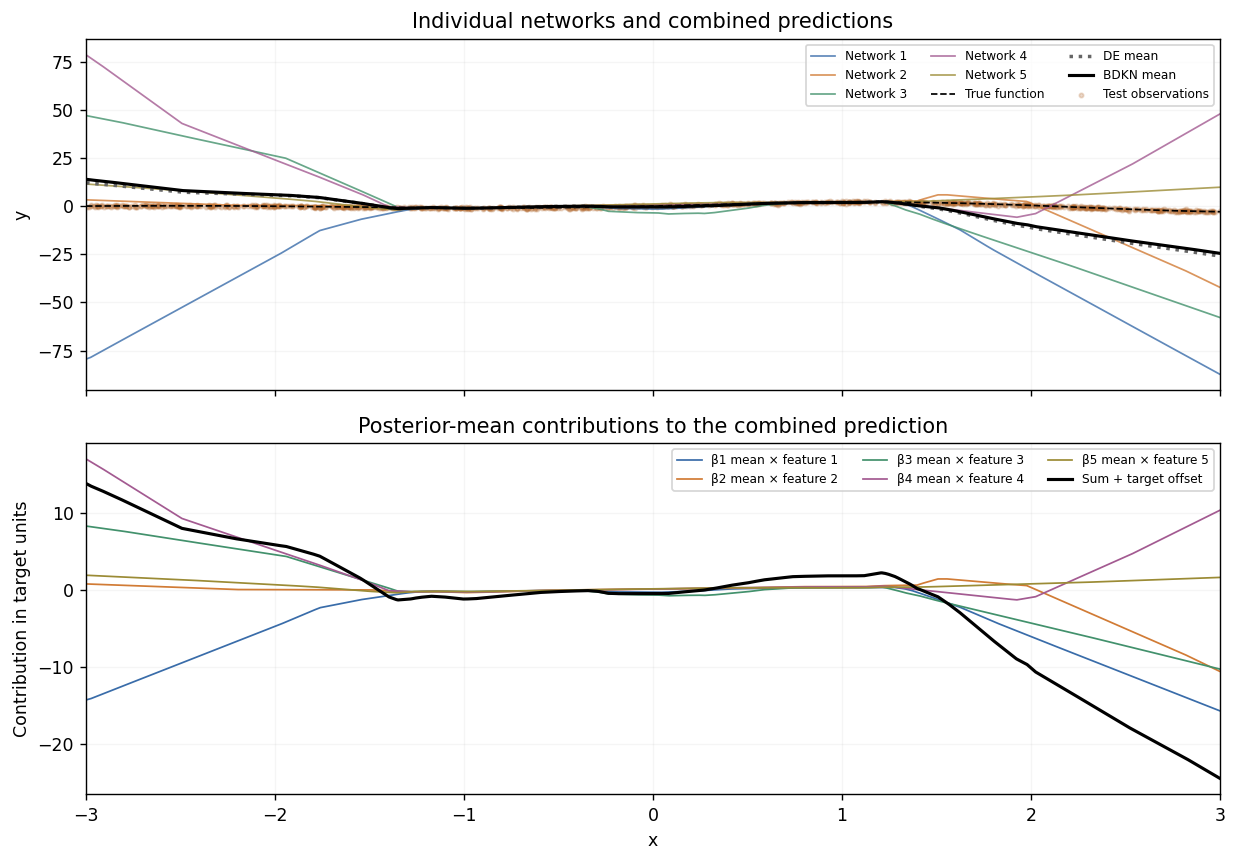 Individual networks and combined predictions
Network 1
Network 2
Network 3
Network 4
Network 5
True function
DE mean
BDKN mean
Test observations
75
50
25
0
−25
−50
−75
y
Posterior-mean contributions to the combined prediction
β1 mean × feature 1
β2 mean × feature 2
β3 mean × feature 3
β4 mean × feature 4
β5 mean × feature 5
Sum + target offset
10
0
−10
−20
Contribution in target units
−3
−2
−1
0
1
2
3
x